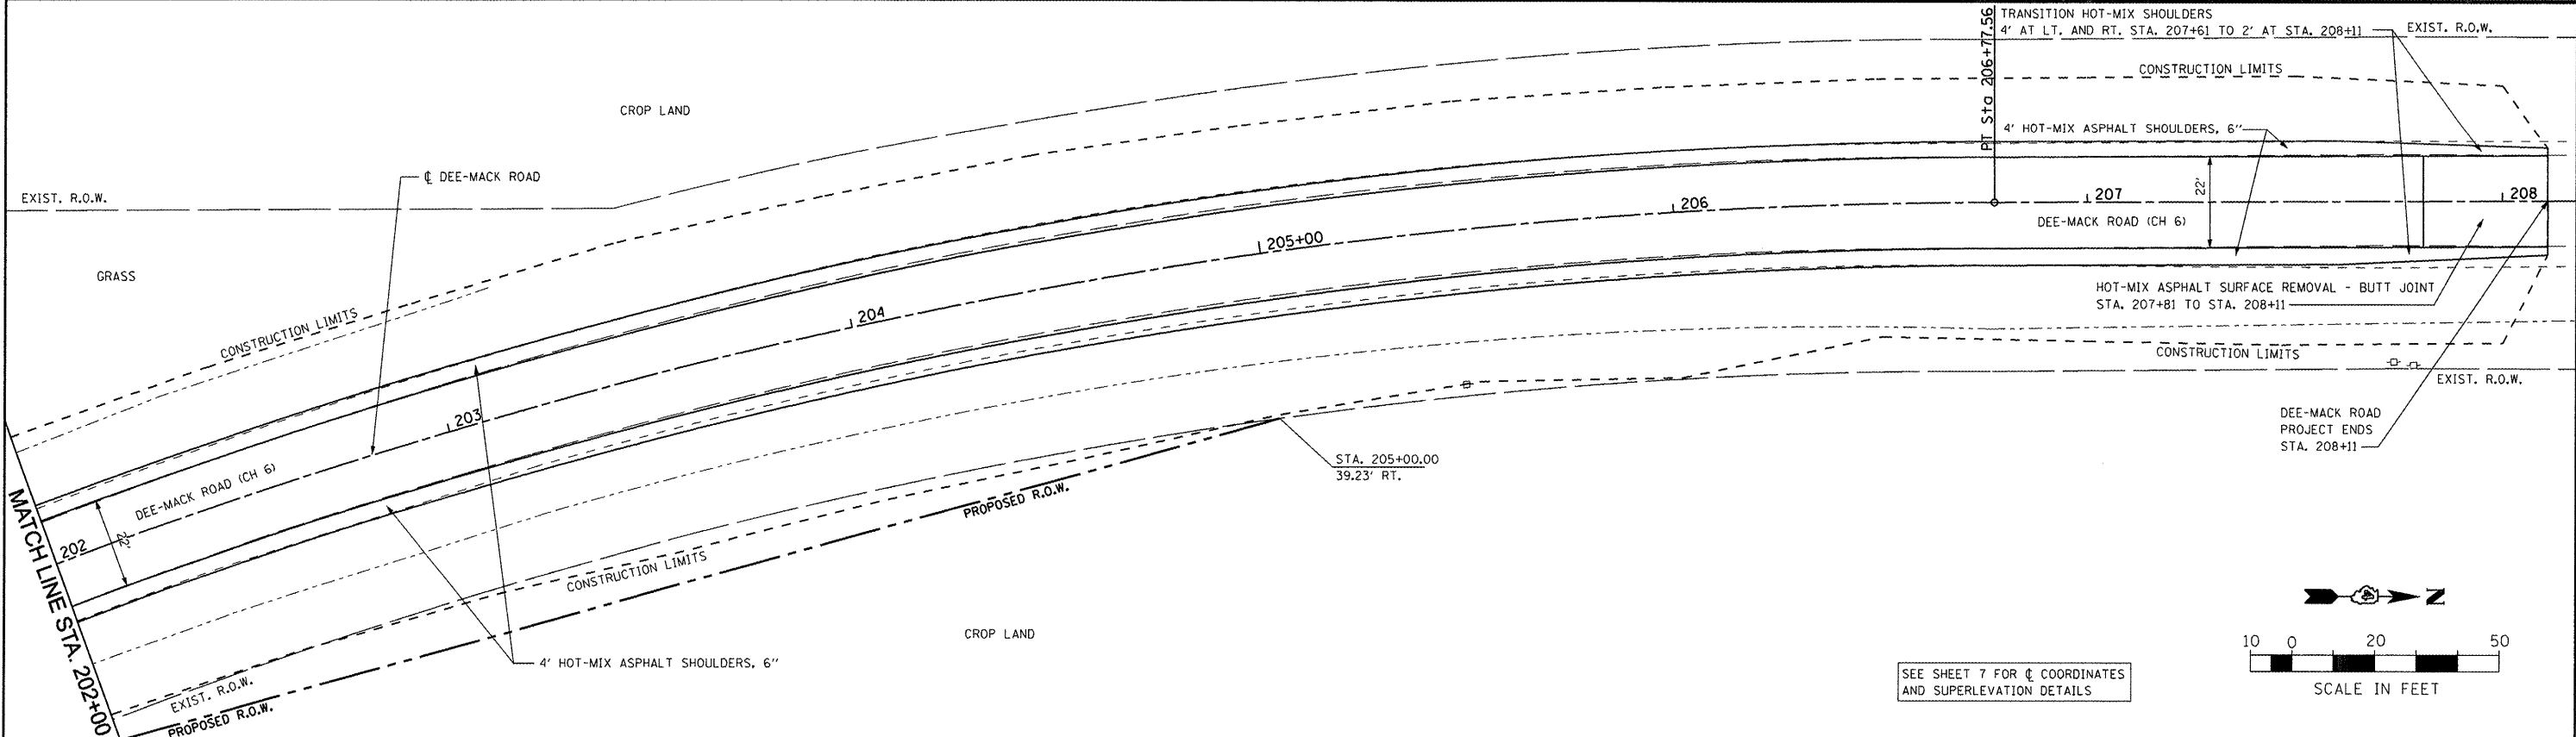 TRANSITION HOT-MIX SHOULDERS
4' AT LT. AND RT. STA. 207+61 TO 2' AT STA. 208+11
EXIST. R.O.W.
PT Sta 206+77.56
CONSTRUCTION LIMITS
CROP LAND
4' HOT-MIX ASPHALT SHOULDERS, 6"
℄ DEE-MACK ROAD
EXIST. R.O.W.
22'
208
207
206
DEE-MACK ROAD (CH 6)
205+00
GRASS
HOT-MIX ASPHALT SURFACE REMOVAL - BUTT JOINT
STA. 207+81 TO STA. 208+11
204
CONSTRUCTION LIMITS
CONSTRUCTION LIMITS
EXIST. R.O.W.
203
DEE-MACK ROAD
PROJECT ENDS
STA. 208+11
STA. 205+00.00
39.23' RT.
DEE-MACK ROAD (CH 6)
PROPOSED R.O.W.
202
22'
MATCH LINE STA. 202+00
CONSTRUCTION LIMITS
CROP LAND
4' HOT-MIX ASPHALT SHOULDERS, 6"
EXIST. R.O.W.
PROPOSED R.O.W.
N
10 0 20 50
SCALE IN FEET
SEE SHEET 7 FOR ℄ COORDINATES
AND SUPERLEVATION DETAILS